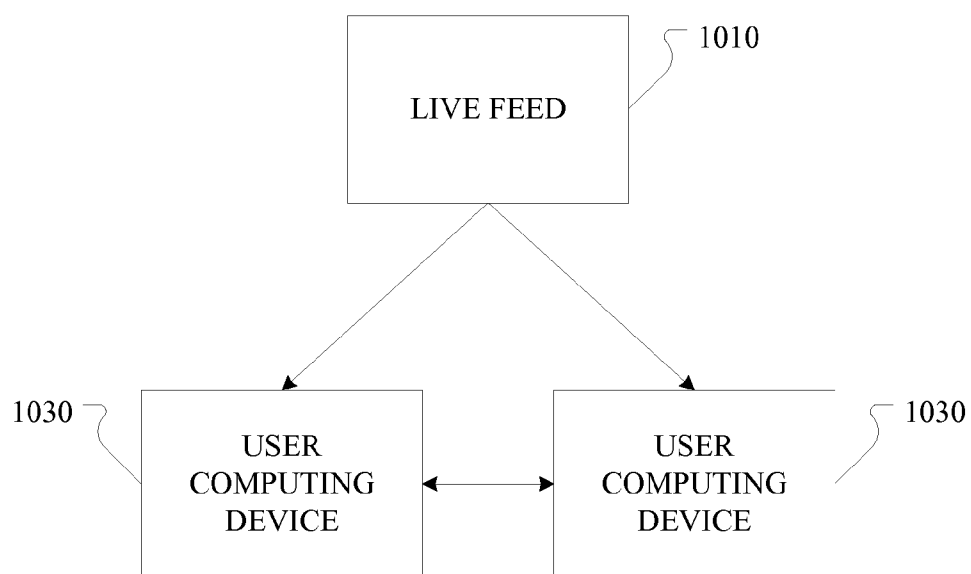 1010
LIVE FEED
1030
USER
COMPUTING
DEVICE
USER
COMPUTING
DEVICE
1030